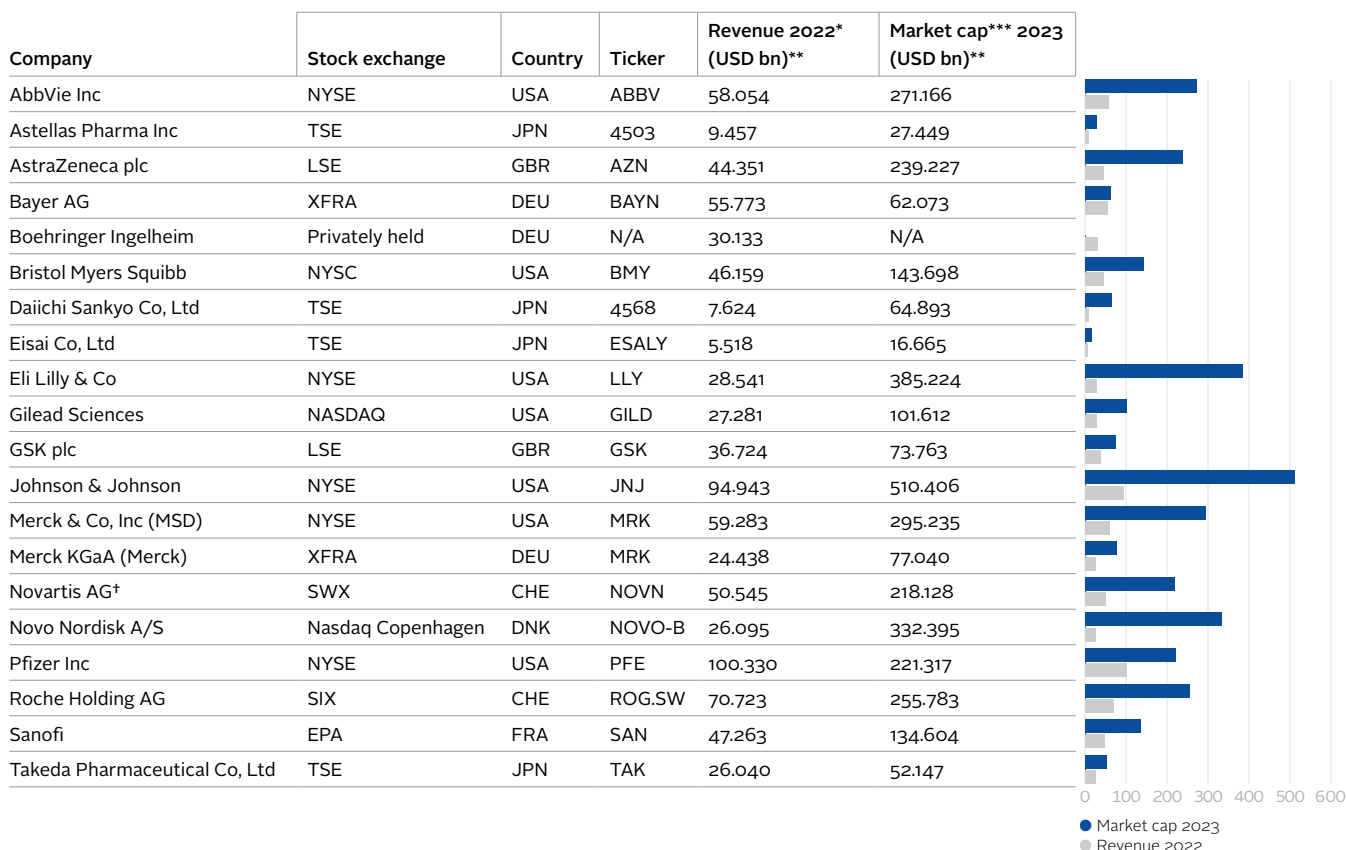 Company Stock exchange Country Ticker Revenue 2022* (USD bn)** Market cap*** 2023 (USD bn)**
AbbVie Inc NYSE USA ABBV 58.054 271.166
Astellas Pharma Inc TSE JPN 4503 9.457 27.449
AstraZeneca plc LSE GBR AZN 44.351 239.227
Bayer AG XFRA DEU BAYN 55.773 62.073
Boehringer Ingelheim Privately held DEU N/A 30.133 N/A
Bristol Myers Squibb NYSC USA BMY 46.159 143.698
Daiichi Sankyo Co, Ltd TSE JPN 4568 7.624 64.893
Eisai Co, Ltd TSE JPN ESALY 5.518 16.665
Eli Lilly & Co NYSE USA LLY 28.541 385.224
Gilead Sciences NASDAQ USA GILD 27.281 101.612
GSK plc LSE GBR GSK 36.724 73.763
Johnson & Johnson NYSE USA JNJ 94.943 510.406
Merck & Co, Inc (MSD) NYSE USA MRK 59.283 295.235
Merck KGaA (Merck) XFRA DEU MRK 24.438 77.040
Novartis AG† SWX CHE NOVN 50.545 218.128
Novo Nordisk A/S Nasdaq Copenhagen DNK NOVO-B 26.095 332.395
Pfizer Inc NYSE USA PFE 100.330 221.317
Roche Holding AG SIX CHE ROG.SW 70.723 255.783
Sanofi EPA FRA SAN 47.263 134.604
Takeda Pharmaceutical Co, Ltd TSE JPN TAK 26.040 52.147
0 100 200 300 400 500 600
Market cap 2023
Revenue 2022